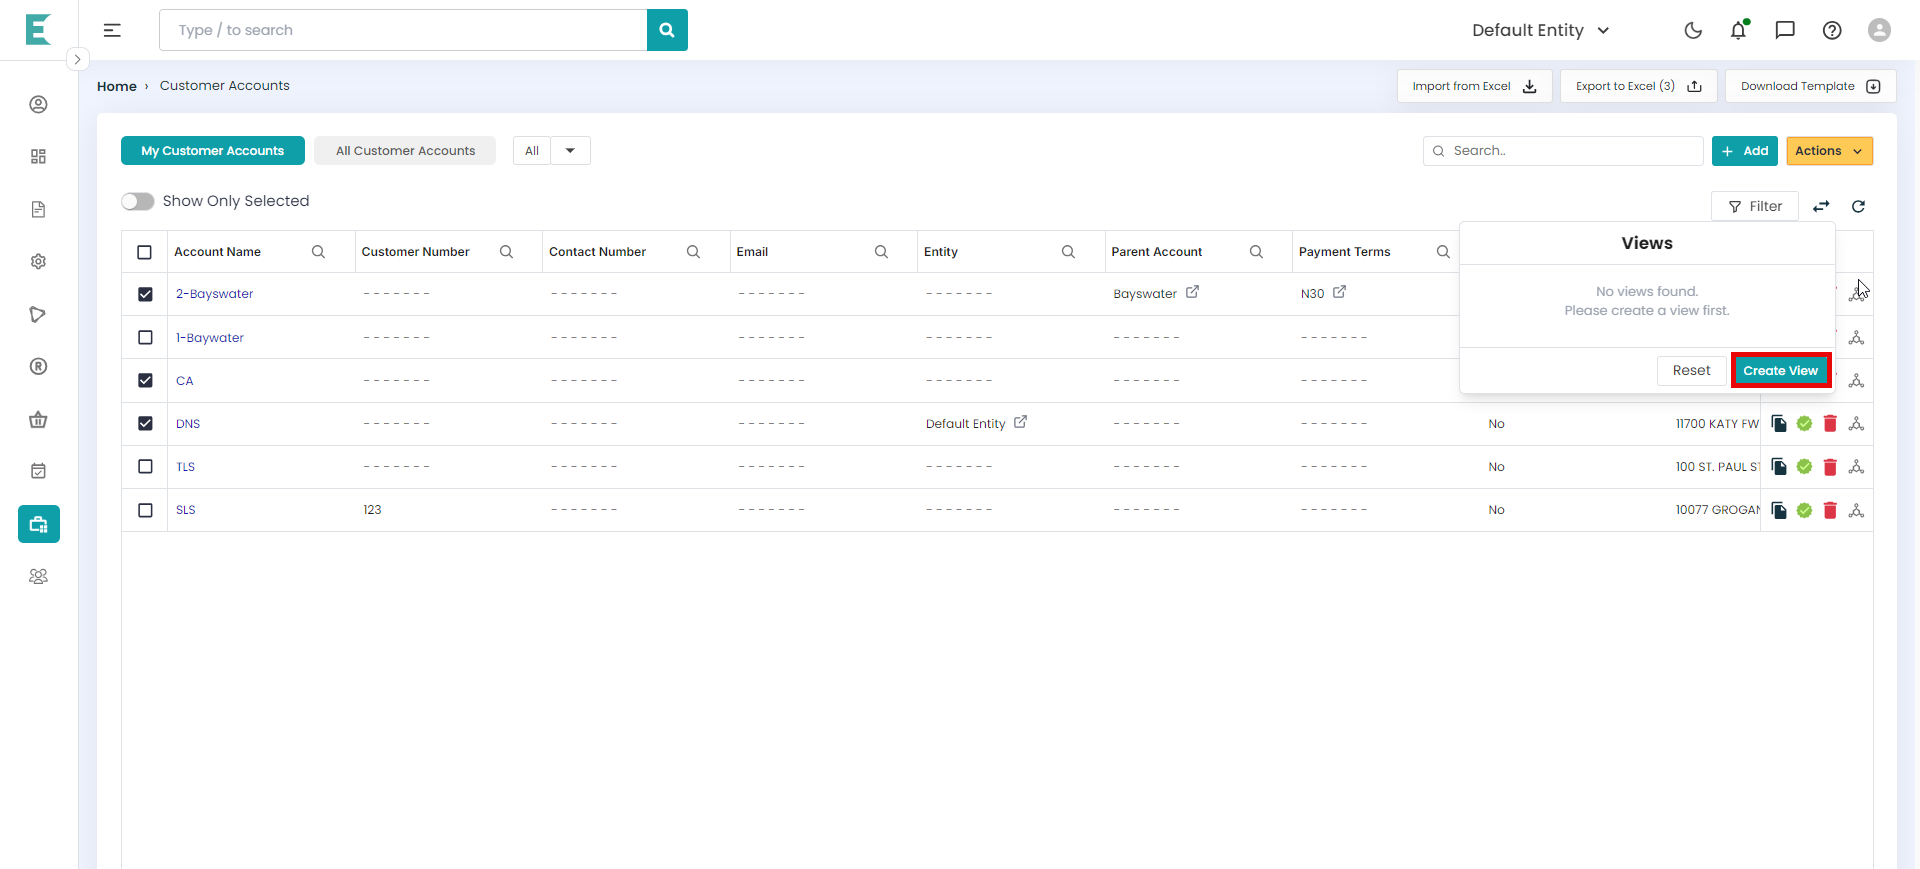 E
Type / to search
Default Entity
Home › Customer Accounts
Import from Excel
Export to Excel (3)
Download Template
My Customer Accounts
All Customer Accounts
All
Search..
+ Add
Actions
Show Only Selected
Filter
Account Name
Customer Number
Contact Number
Email
Entity
Parent Account
Payment Terms
Views
No views found.
Please create a view first.
Reset
Create View
2-Bayswater - - - - - - - - - - - - - - - - - - - - - - - - - - - - Bayswater N30
1-Baywater - - - - - - - - - - - - - - - - - - - - - - - - - - - - - - - - - - - - - - - - - -
CA - - - - - - - - - - - - - - - - - - - - - - - - - - - - - - - - - - - - - - - - - -
DNS - - - - - - - - - - - - - - - - - - - - - Default Entity - - - - - - - - - - - - - - No 11700 KATY FW
TLS - - - - - - - - - - - - - - - - - - - - - - - - - - - - - - - - - - - - - - - - - - No 100 ST. PAUL S
SLS 123 - - - - - - - - - - - - - - - - - - - - - - - - - - - - - - - - - - - No 10077 GROGAN